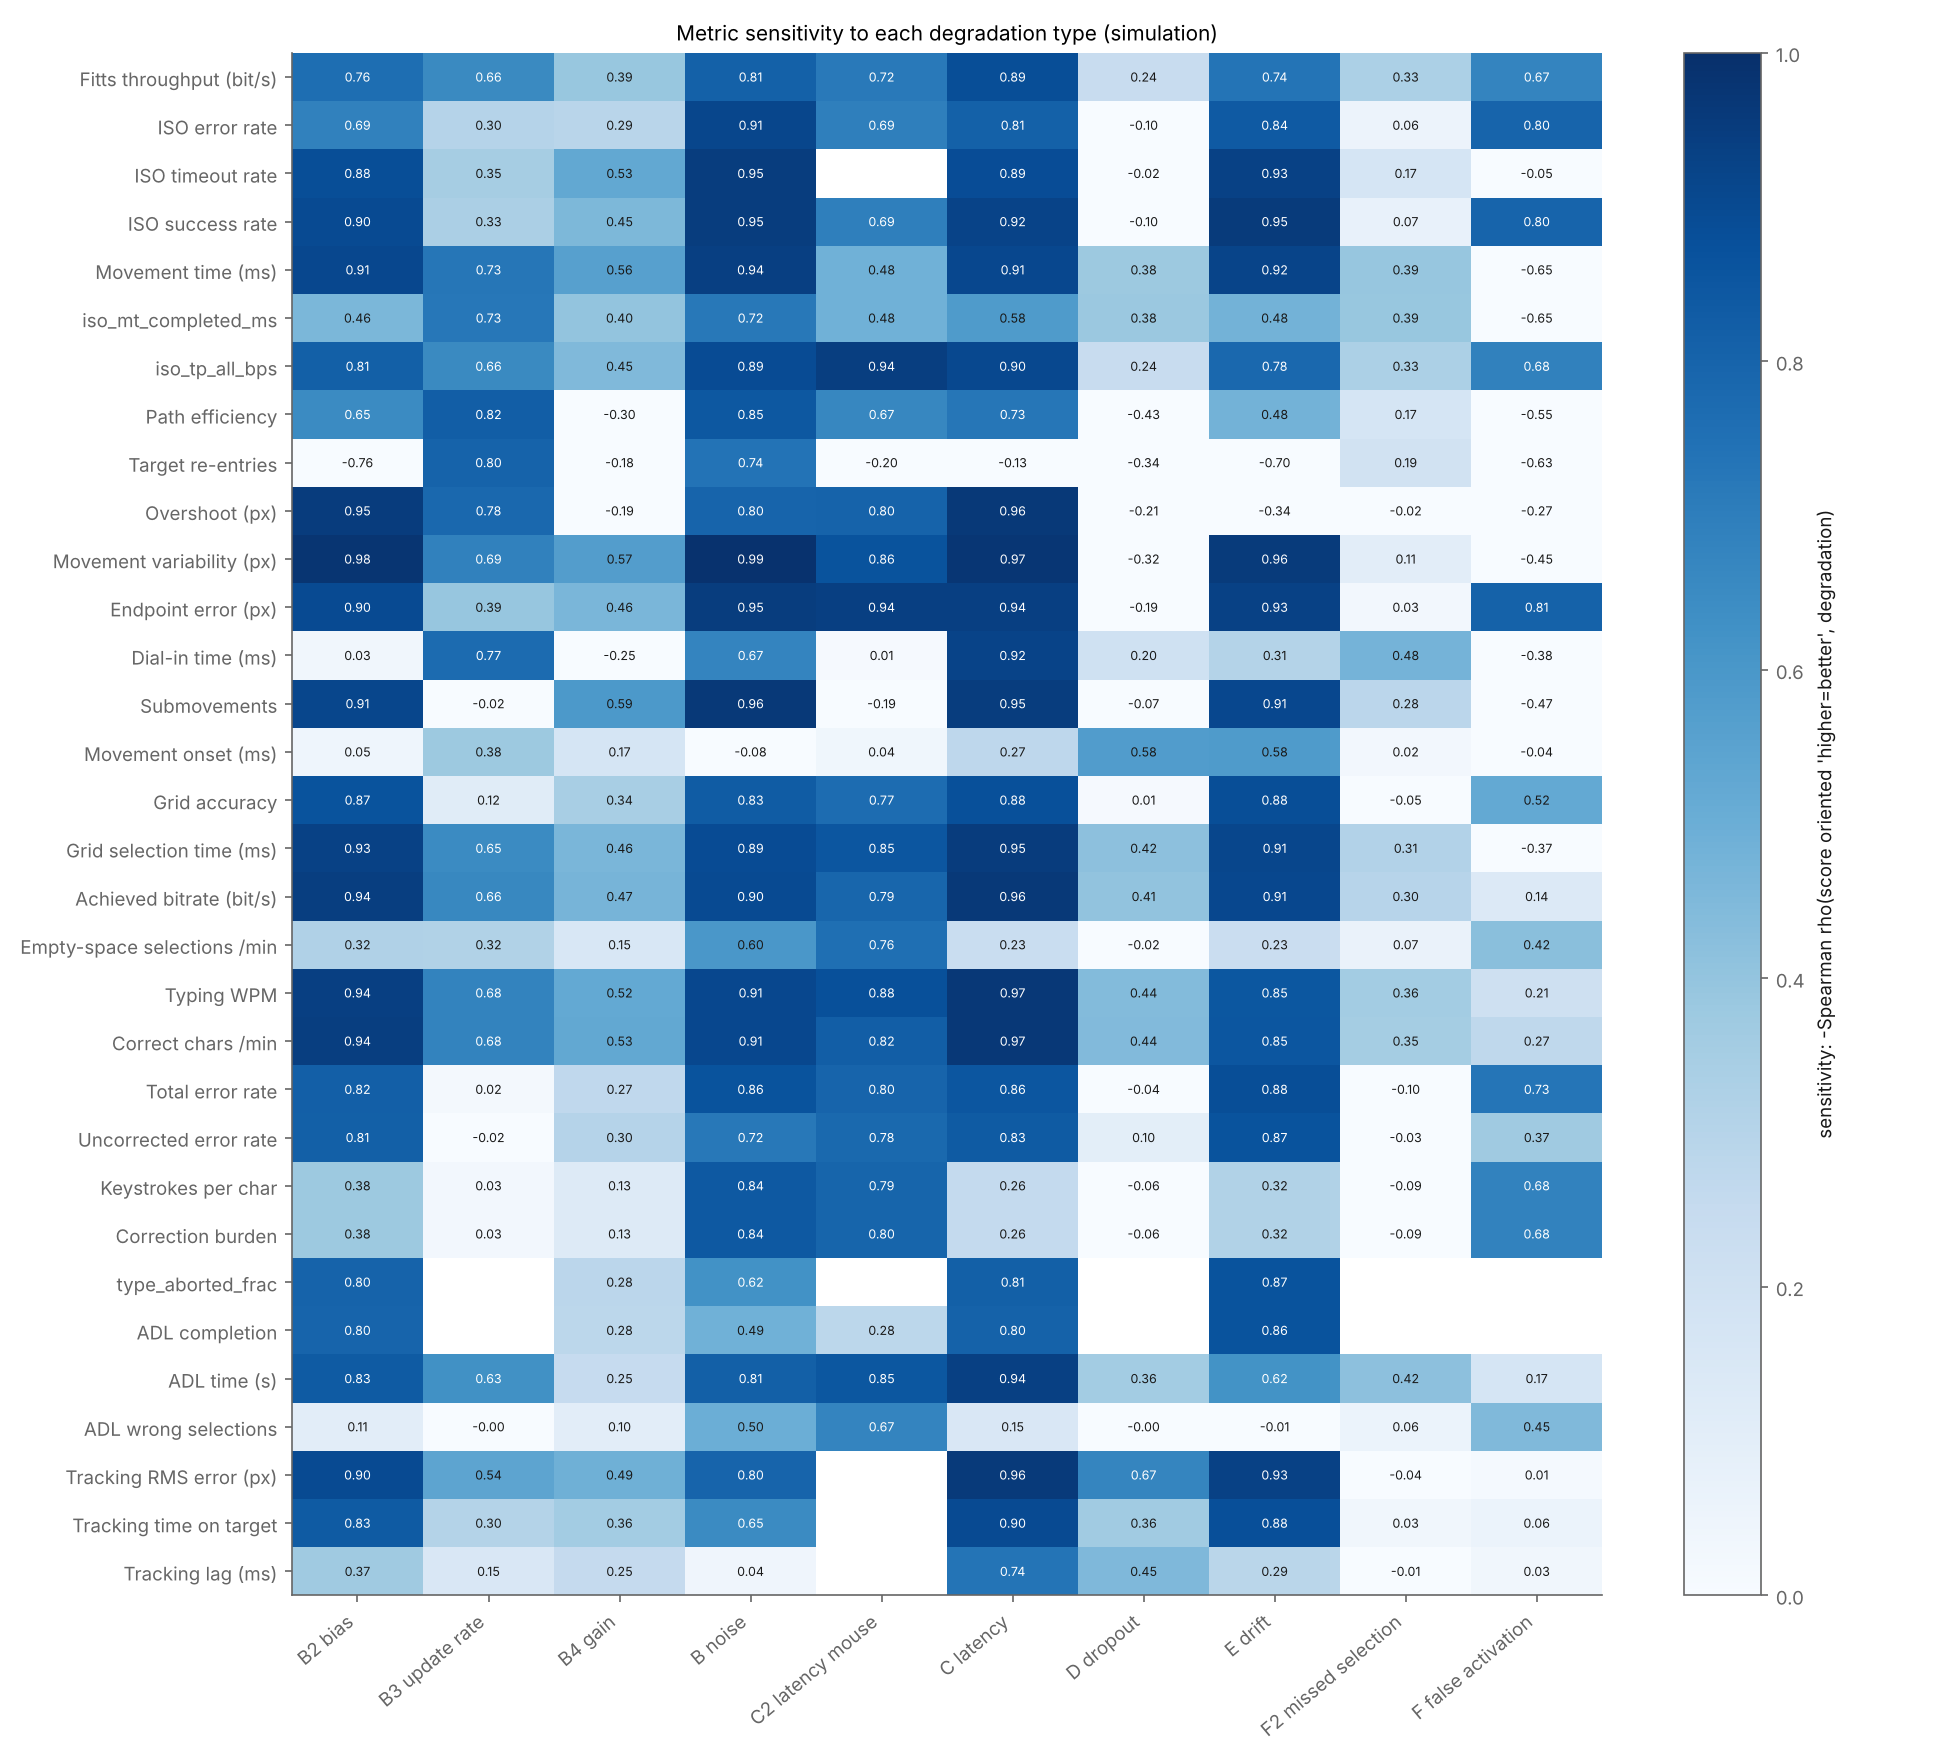 Metric sensitivity to each degradation type (simulation)
Fitts throughput (bit/s) 0.76 0.66 0.39 0.81 0.72 0.89 0.24 0.74 0.33 0.67
ISO error rate 0.69 0.30 0.29 0.91 0.69 0.81 -0.10 0.84 0.06 0.80
ISO timeout rate 0.88 0.35 0.53 0.95 0.89 -0.02 0.93 0.17 -0.05
ISO success rate 0.90 0.33 0.45 0.95 0.69 0.92 -0.10 0.95 0.07 0.80
Movement time (ms) 0.91 0.73 0.56 0.94 0.48 0.91 0.38 0.92 0.39 -0.65
iso_mt_completed_ms 0.46 0.73 0.40 0.72 0.48 0.58 0.38 0.48 0.39 -0.65
iso_tp_all_bps 0.81 0.66 0.45 0.89 0.94 0.90 0.24 0.78 0.33 0.68
Path efficiency 0.65 0.82 -0.30 0.85 0.67 0.73 -0.43 0.48 0.17 -0.55
Target re-entries -0.76 0.80 -0.18 0.74 -0.20 -0.13 -0.34 -0.70 0.19 -0.63
Overshoot (px) 0.95 0.78 -0.19 0.80 0.80 0.96 -0.21 -0.34 -0.02 -0.27
Movement variability (px) 0.98 0.69 0.57 0.99 0.86 0.97 -0.32 0.96 0.11 -0.45
Endpoint error (px) 0.90 0.39 0.46 0.95 0.94 0.94 -0.19 0.93 0.03 0.81
Dial-in time (ms) 0.03 0.77 -0.25 0.67 0.01 0.92 0.20 0.31 0.48 -0.38
Submovements 0.91 -0.02 0.59 0.96 -0.19 0.95 -0.07 0.91 0.28 -0.47
Movement onset (ms) 0.05 0.38 0.17 -0.08 0.04 0.27 0.58 0.58 0.02 -0.04
Grid accuracy 0.87 0.12 0.34 0.83 0.77 0.88 0.01 0.88 -0.05 0.52
Grid selection time (ms) 0.93 0.65 0.46 0.89 0.85 0.95 0.42 0.91 0.31 -0.37
Achieved bitrate (bit/s) 0.94 0.66 0.47 0.90 0.79 0.96 0.41 0.91 0.30 0.14
Empty-space selections /min 0.32 0.32 0.15 0.60 0.76 0.23 -0.02 0.23 0.07 0.42
Typing WPM 0.94 0.68 0.52 0.91 0.88 0.97 0.44 0.85 0.36 0.21
Correct chars /min 0.94 0.68 0.53 0.91 0.82 0.97 0.44 0.85 0.35 0.27
Total error rate 0.82 0.02 0.27 0.86 0.80 0.86 -0.04 0.88 -0.10 0.73
Uncorrected error rate 0.81 -0.02 0.30 0.72 0.78 0.83 0.10 0.87 -0.03 0.37
Keystrokes per char 0.38 0.03 0.13 0.84 0.79 0.26 -0.06 0.32 -0.09 0.68
Correction burden 0.38 0.03 0.13 0.84 0.80 0.26 -0.06 0.32 -0.09 0.68
type_aborted_frac 0.80 0.28 0.62 0.81 0.87
ADL completion 0.80 0.28 0.49 0.28 0.80 0.86
ADL time (s) 0.83 0.63 0.25 0.81 0.85 0.94 0.36 0.62 0.42 0.17
ADL wrong selections 0.11 -0.00 0.10 0.50 0.67 0.15 -0.00 -0.01 0.06 0.45
Tracking RMS error (px) 0.90 0.54 0.49 0.80 0.96 0.67 0.93 -0.04 0.01
Tracking time on target 0.83 0.30 0.36 0.65 0.90 0.36 0.88 0.03 0.06
Tracking lag (ms) 0.37 0.15 0.25 0.04 0.74 0.45 0.29 -0.01 0.03
B2 bias
B3 update rate
B4 gain
B noise
C2 latency mouse
C latency
D dropout
E drift
F2 missed selection
F false activation
1.0
0.8
0.6
0.4
0.2
0.0
sensitivity: -Spearman rho(score oriented 'higher=better', degradation)